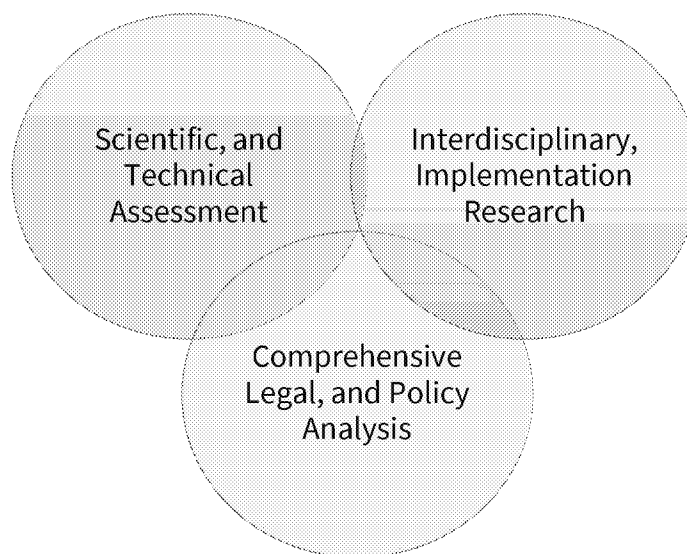 Scientific, and
Technical
Assessment
Interdisciplinary,
Implementation
Research
Comprehensive
Legal, and Policy
Analysis